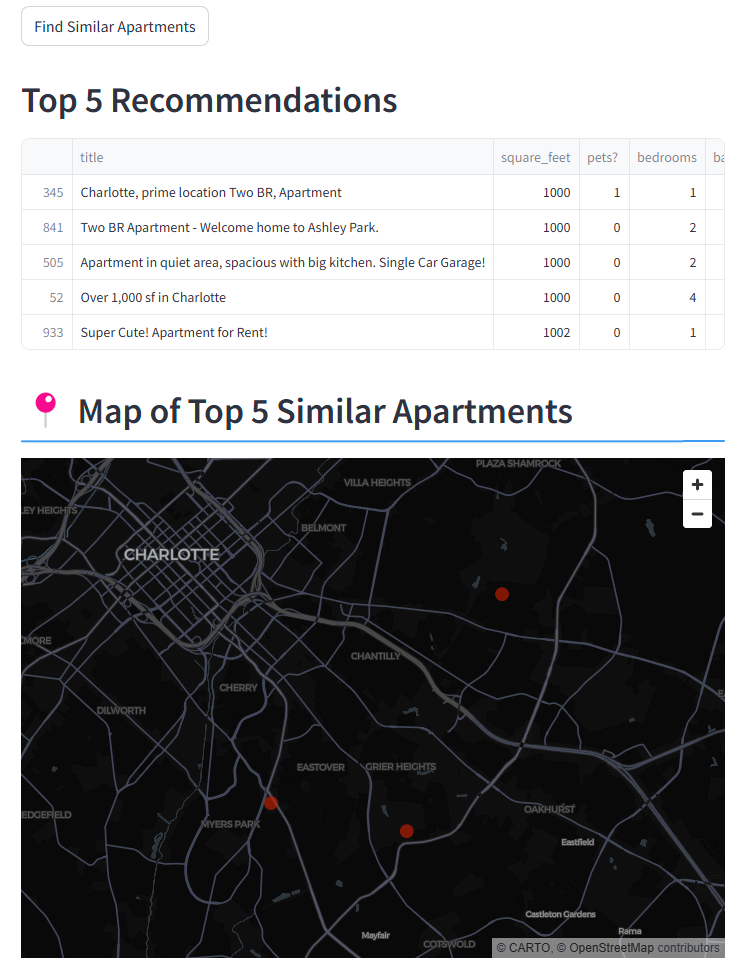 Find Similar Apartments
Top 5 Recommendations
title square_feet pets? bedrooms ba
345 Charlotte, prime location Two BR, Apartment 1000 1 1
841 Two BR Apartment - Welcome home to Ashley Park. 1000 0 2
505 Apartment in quiet area, spacious with big kitchen. Single Car Garage! 1000 0 2
52 Over 1,000 sf in Charlotte 1000 0 4
933 Super Cute! Apartment for Rent! 1002 0 1
Map of Top 5 Similar Apartments
PLAZA SHAMROCK
VILLA HEIGHTS
+
LEY HEIGHTS
−
BELMONT
CHARLOTTE
CMORE
CHANTILLY
CHERRY
DILWORTH
EASTOVER
GRIER HEIGHTS
EDGEFIELD
MYERS PARK
OAKHURST
Eastfield
Castleton Gardens
Rama
Mayfair
COTSWOLD
© CARTO, © OpenStreetMap contributors